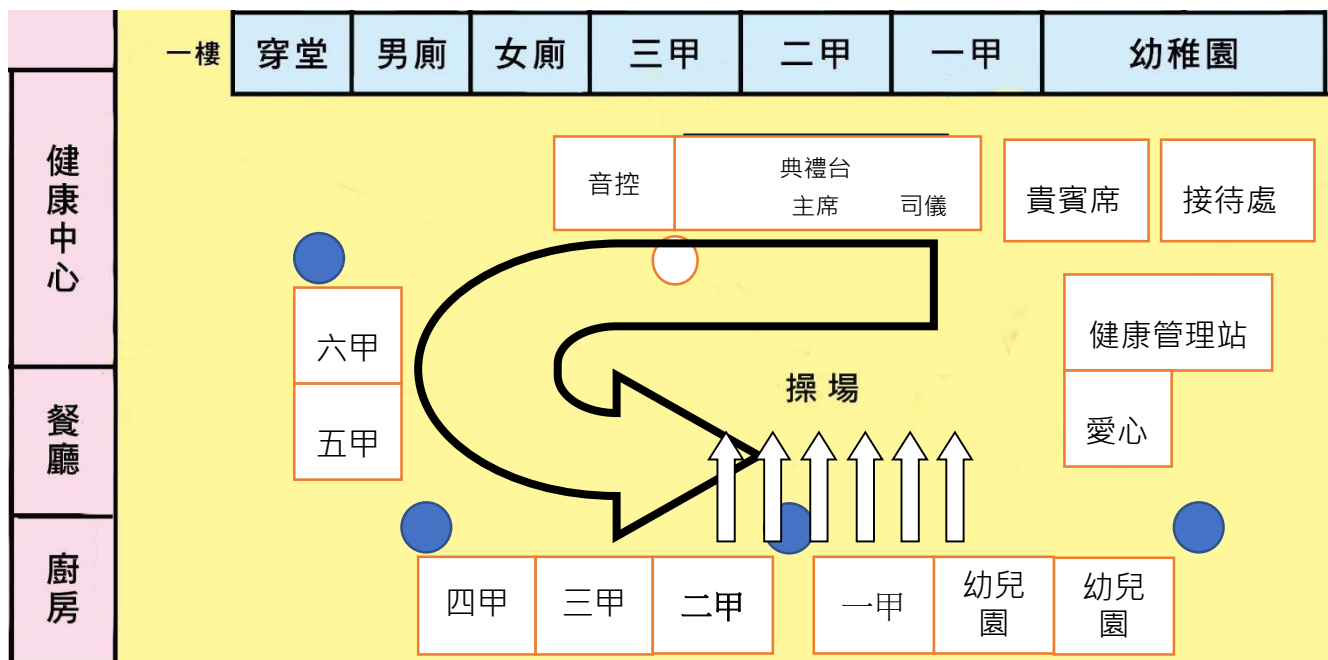 一樓
穿堂
男廁
女廁
三甲
二甲
一甲
幼稚園
健康中心
餐廳
廚房
音控
典禮台
主席 司儀
貴賓席
接待處
六甲
五甲
健康管理站
愛心
操場
四甲
三甲
二甲
一甲
幼兒
園
幼兒
園